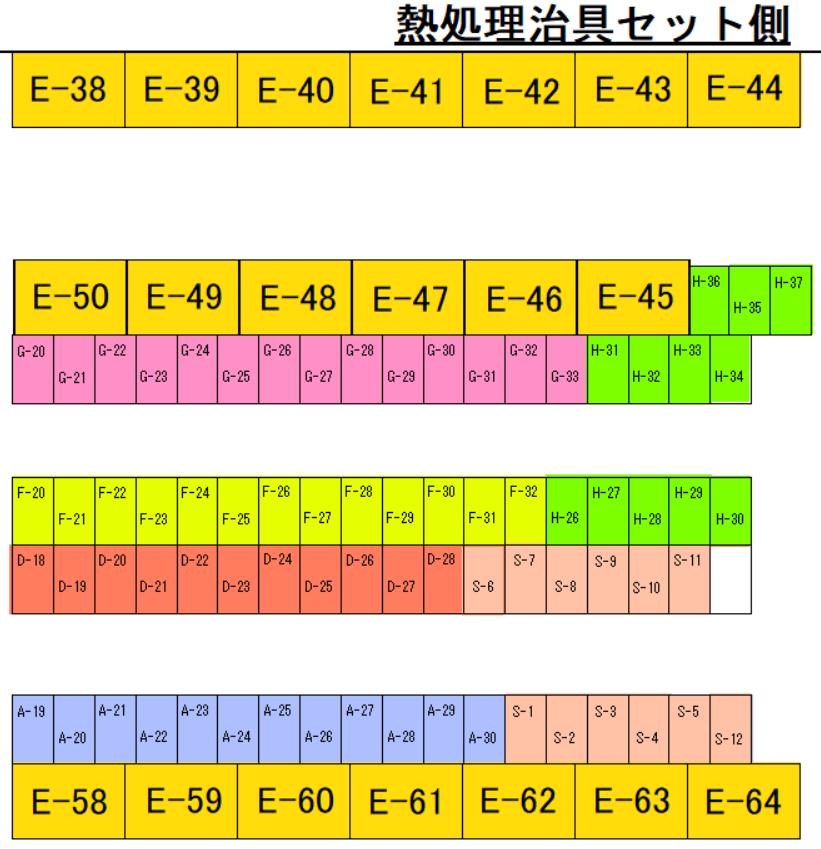 熱処理治具セット側
E-38 E-39 E-40 E-41 E-42 E-43 E-44
E-50 E-49 E-48 E-47 E-46 E-45 H-36 H-35 H-37
G-20 G-21 G-22 G-23 G-24 G-25 G-26 G-27 G-28 G-29 G-30 G-31 G-32 G-33 H-31 H-32 H-33 H-34
F-20 F-21 F-22 F-23 F-24 F-25 F-26 F-27 F-28 F-29 F-30 F-31 F-32 H-26 H-27 H-28 H-29 H-30
D-18 D-19 D-20 D-21 D-22 D-23 D-24 D-25 D-26 D-27 D-28 S-6 S-7 S-8 S-9 S-10 S-11
A-19 A-20 A-21 A-22 A-23 A-24 A-25 A-26 A-27 A-28 A-29 A-30 S-1 S-2 S-3 S-4 S-5 S-12
E-58 E-59 E-60 E-61 E-62 E-63 E-64